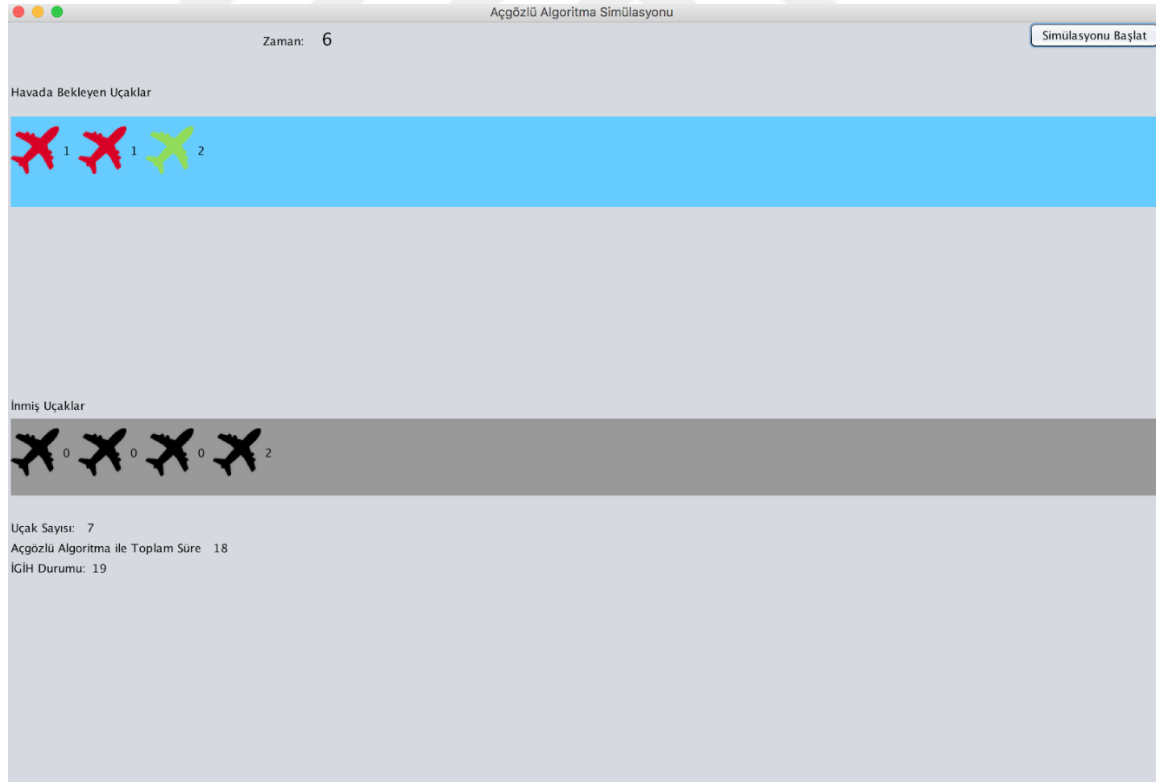 Açgözlü Algoritma Simülasyonu
Zaman: 6
Simülasyonu Başlat
Havada Bekleyen Uçaklar
1 1 2
İnmiş Uçaklar
0 0 0 2
Uçak Sayısı: 7
Açgözlü Algoritma ile Toplam Süre 18
İGİH Durumu: 19